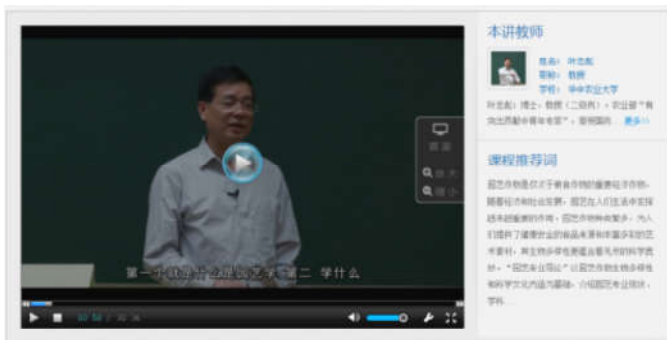 本讲教师
姓名： 叶志彪
职称： 教授
学校： 华中农业大学
叶志彪：博士，教授（二级岗），农业部“有
突出贡献中青年专家”，曾被国务... 更多>>
课程推荐词
园艺作物是仅次于粮食作物的重要经济作物。
随着经济和社会发展，园艺在人们生活中发挥
越来越重要的作用。园艺作物种类繁多，为人
们提供了健康安全的食品来源和丰富多彩的艺
术素材，其生物多样性更蕴含着无穷的科学奥
妙。“园艺专业导论”以园艺作物生物多样性
和科学文化内涵为基础，介绍园艺专业现状，
学科...
放大
缩小
第一个就是什么是园艺学 第二 学什么